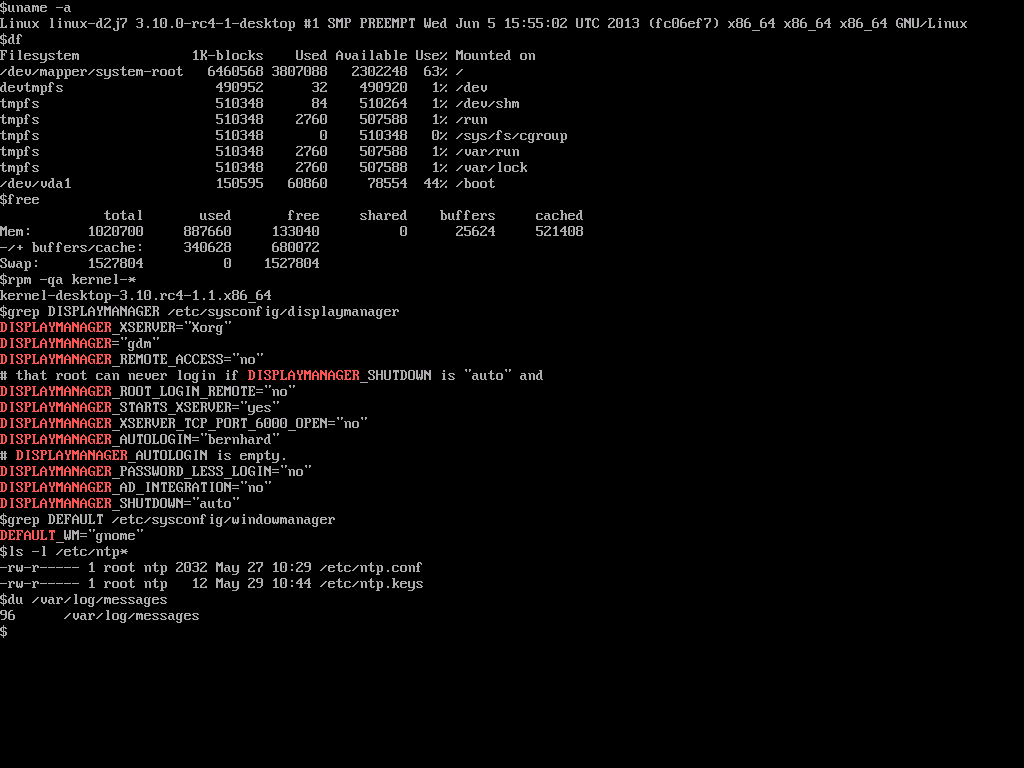 $uname -a
Linux linux-d2j7 3.10.0-rc4-1-desktop #1 SMP PREEMPT Wed Jun 5 15:55:02 UTC 2013 (fc06ef7) x86_64 x86_64 x86_64 GNU/Linux
$df
Filesystem              1K-blocks    Used Available Use% Mounted on
/dev/mapper/system-root   6460568 3807088   2302248  63% /
devtmpfs                   490952      32    490920   1% /dev
tmpfs                      510348      84    510264   1% /dev/shm
tmpfs                      510348    2760    507588   1% /run
tmpfs                      510348       0    510348   0% /sys/fs/cgroup
tmpfs                      510348    2760    507588   1% /var/run
tmpfs                      510348    2760    507588   1% /var/lock
/dev/vda1                  150595   60860     78554  44% /boot
$free
             total       used       free     shared    buffers     cached
Mem:       1020700     887660     133040          0      25624     521408
-/+ buffers/cache:     340628     680072
Swap:      1527804          0    1527804
$rpm -qa kernel-*
kernel-desktop-3.10.rc4-1.1.x86_64
$grep DISPLAYMANAGER /etc/sysconfig/displaymanager
DISPLAYMANAGER_XSERVER="Xorg"
DISPLAYMANAGER="gdm"
DISPLAYMANAGER_REMOTE_ACCESS="no"
# that root can never login if DISPLAYMANAGER_SHUTDOWN is "auto" and
DISPLAYMANAGER_ROOT_LOGIN_REMOTE="no"
DISPLAYMANAGER_STARTS_XSERVER="yes"
DISPLAYMANAGER_XSERVER_TCP_PORT_6000_OPEN="no"
DISPLAYMANAGER_AUTOLOGIN="bernhard"
# DISPLAYMANAGER_AUTOLOGIN is empty.
DISPLAYMANAGER_PASSWORD_LESS_LOGIN="no"
DISPLAYMANAGER_AD_INTEGRATION="no"
DISPLAYMANAGER_SHUTDOWN="auto"
$grep DEFAULT /etc/sysconfig/windowmanager
DEFAULT_WM="gnome"
$ls -l /etc/ntp*
-rw-r----- 1 root ntp 2032 May 27 10:29 /etc/ntp.conf
-rw-r----- 1 root ntp   12 May 29 10:44 /etc/ntp.keys
$du /var/log/messages
96      /var/log/messages
$